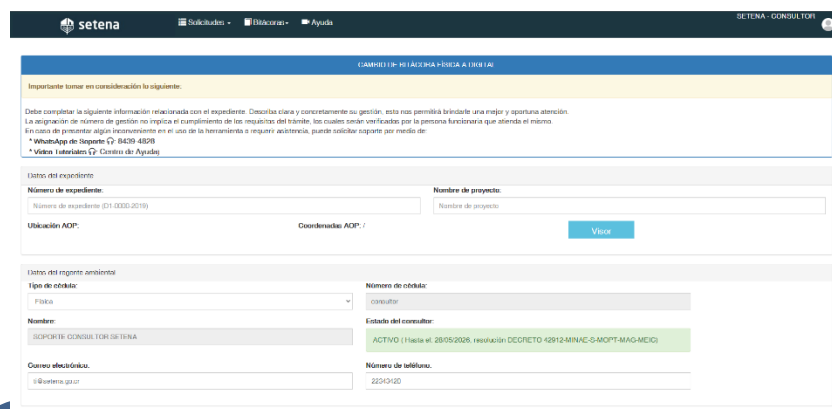 setena
Solicitudes
Bitácoras
Ayuda
SETENA - CONSULTOR
CAMBIO DE BITÁCORA FÍSICA A DIGITAL
Importante tomar en consideración lo siguiente:
Debe completar la siguiente información relacionada con el expediente. Describa clara y concretamente su gestión, esta nos permitirá brindarle una mejor y oportuna atención.
La asignación de número de gestión no implica el cumplimiento de los requisitos del trámite, los cuales serán verificados por la persona funcionaria que atienda el mismo.
En caso de presentar algún inconveniente en el uso de la herramienta o requerir asistencia, puede solicitar soporte por medio de:
* WhatsApp de Soporte : 8439-4828
* Video Tutoriales : Centro de Ayudas
Datos del expediente
Número de expediente:
Nombre de proyecto:
Número de expediente (D1-0000-2019)
Nombre de proyecto
Ubicación AOP:
Coordenadas AOP: /
Visor
Datos del regente ambiental
Tipo de cédula:
Número de cédula:
Física
consultor
Nombre:
Estado del consultor:
SOPORTE CONSULTOR SETENA
ACTIVO ( Hasta el: 28/05/2026, resolución DECRETO 42912-MINAE-S-MOPT-MAG-MEIC)
Correo electrónico:
Número de teléfono:
ti@setena.go.cr
22343420